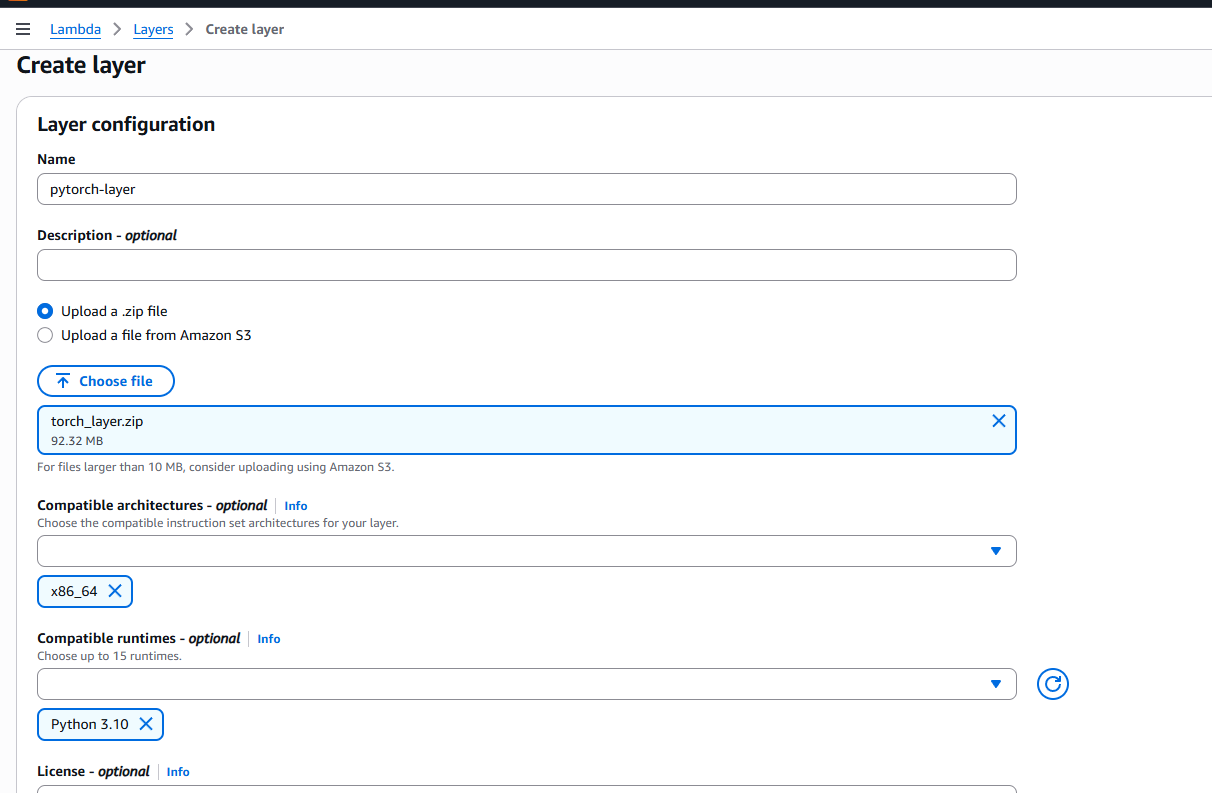 Lambda > Layers > Create layer
Create layer
Layer configuration
Name
pytorch-layer
Description - optional
Upload a .zip file
Upload a file from Amazon S3
Choose file
torch_layer.zip
92.32 MB
For files larger than 10 MB, consider uploading using Amazon S3.
Compatible architectures - optional | Info
Choose the compatible instruction set architectures for your layer.
x86_64
Compatible runtimes - optional | Info
Choose up to 15 runtimes.
Python 3.10
License - optional | Info